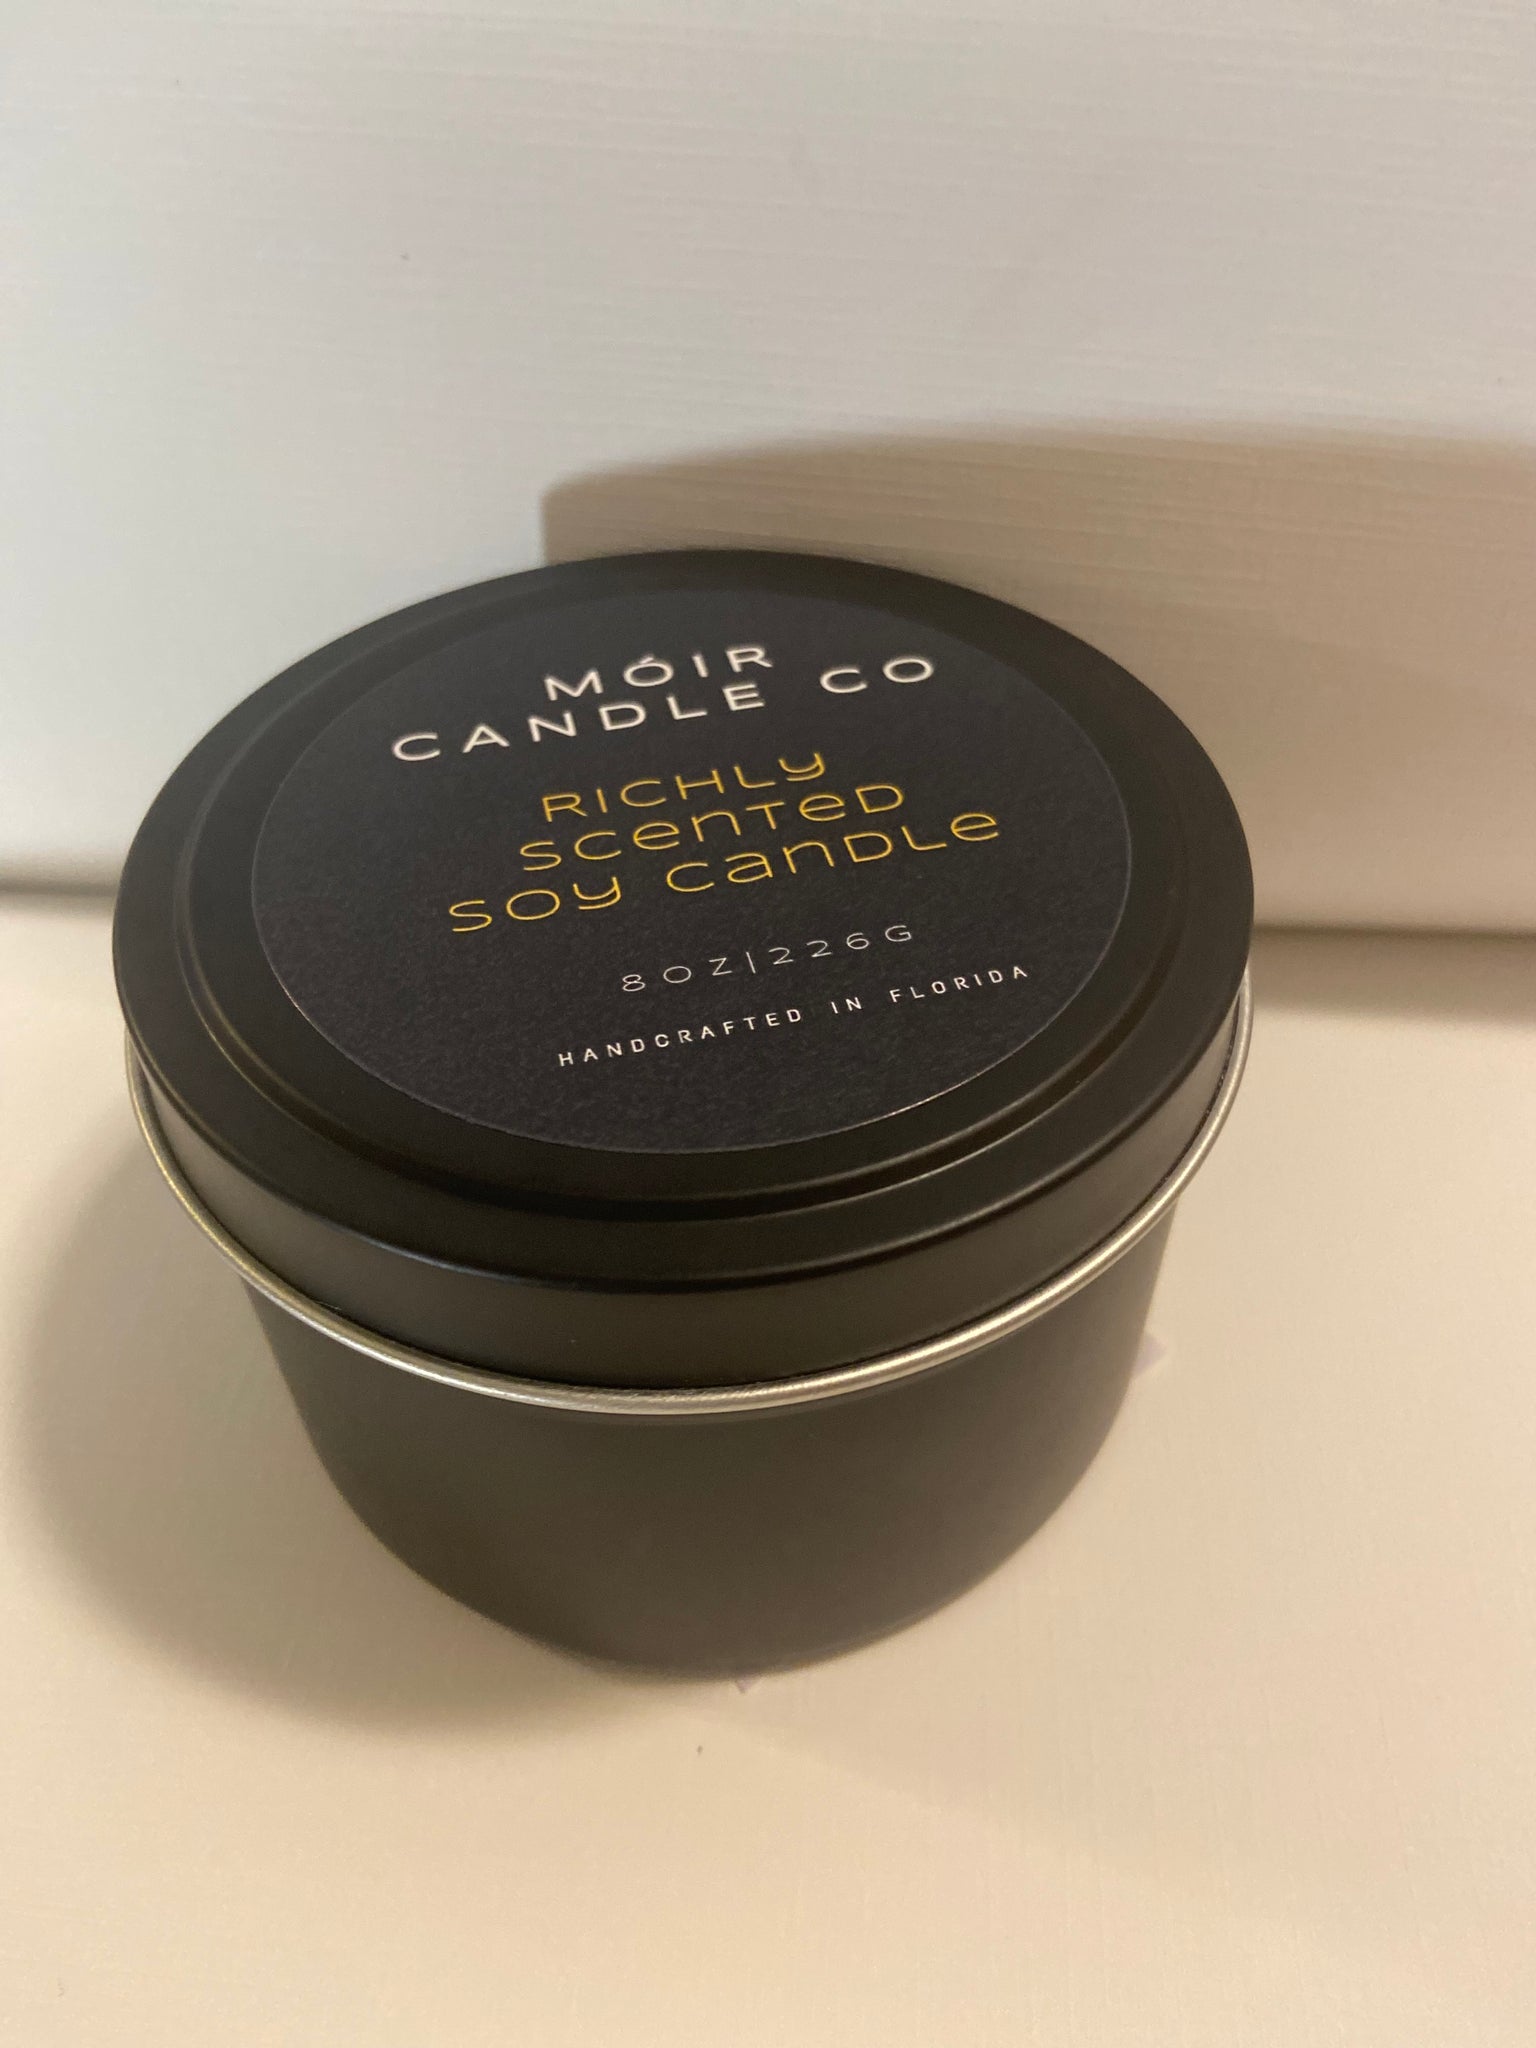 MÓIR
CANDLE CO
RICHLY
SCENTED
SOY CANDLE
8OZ|226G
HANDCRAFTED IN FLORIDA